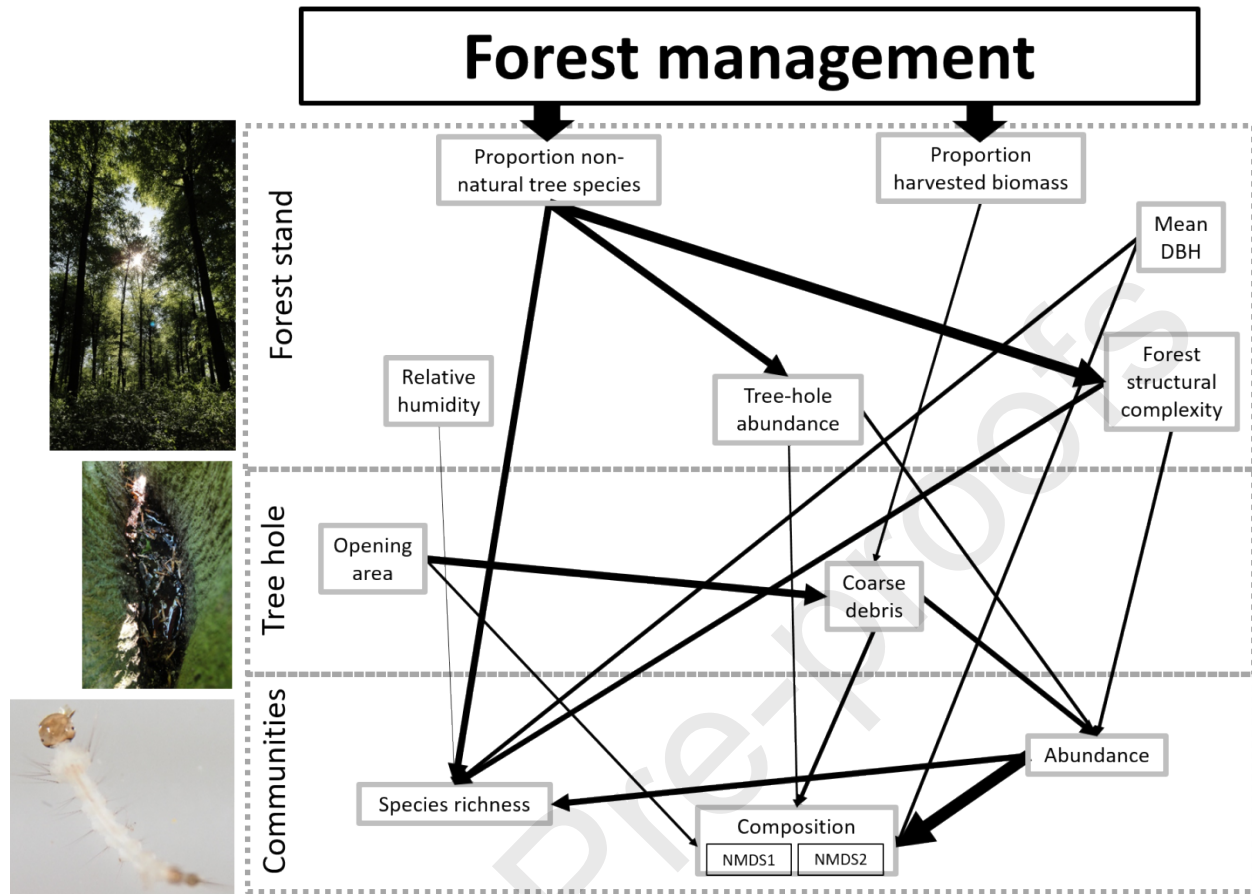 Forest management
Forest stand
Proportion non-
natural tree species
Proportion
harvested biomass
Mean
DBH
Relative
humidity
Tree-hole
abundance
Forest
structural
complexity
Tree hole
Opening
area
Coarse
debris
Communities
Abundance
Species richness
Composition
NMDS1
NMDS2
Pre-proofs